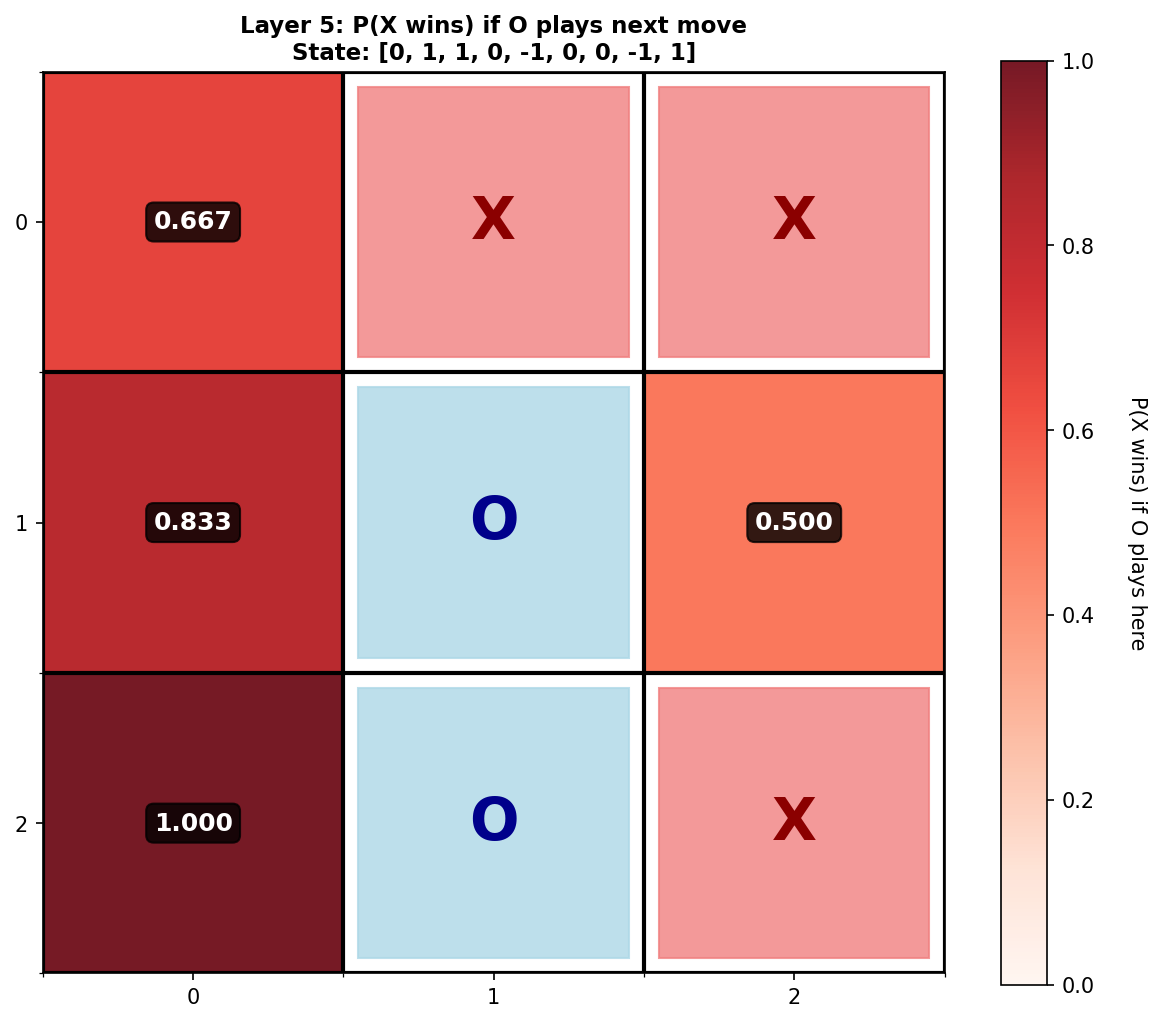 Layer 5: P(X wins) if O plays next move
State: [0, 1, 1, 0, -1, 0, 0, -1, 1]
0
0.667
X
X
1
0.833
O
0.500
2
1.000
O
X
0
1
2
1.0
0.8
0.6
0.4
0.2
0.0
P(X wins) if O plays here